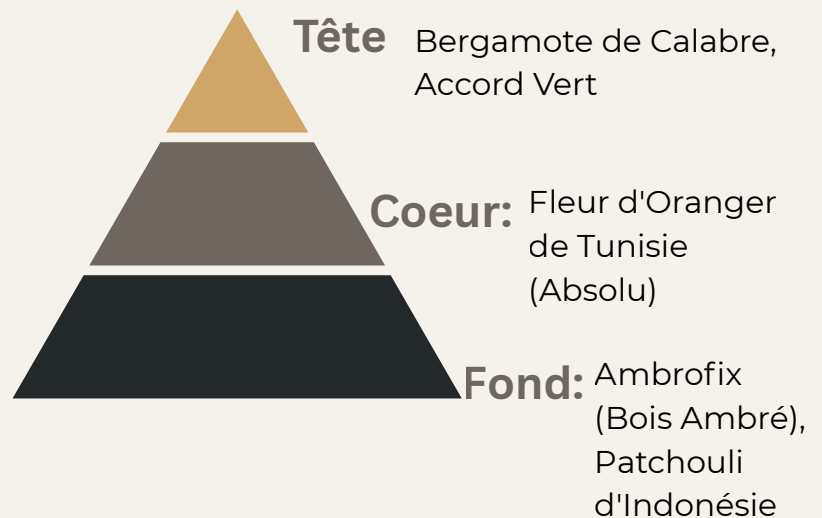 Tête
Bergamote de Calabre,
Accord Vert
Coeur:
Fleur d'Oranger
de Tunisie
(Absolu)
Fond:
Ambrofix
(Bois Ambré),
Patchouli
d'Indonésie